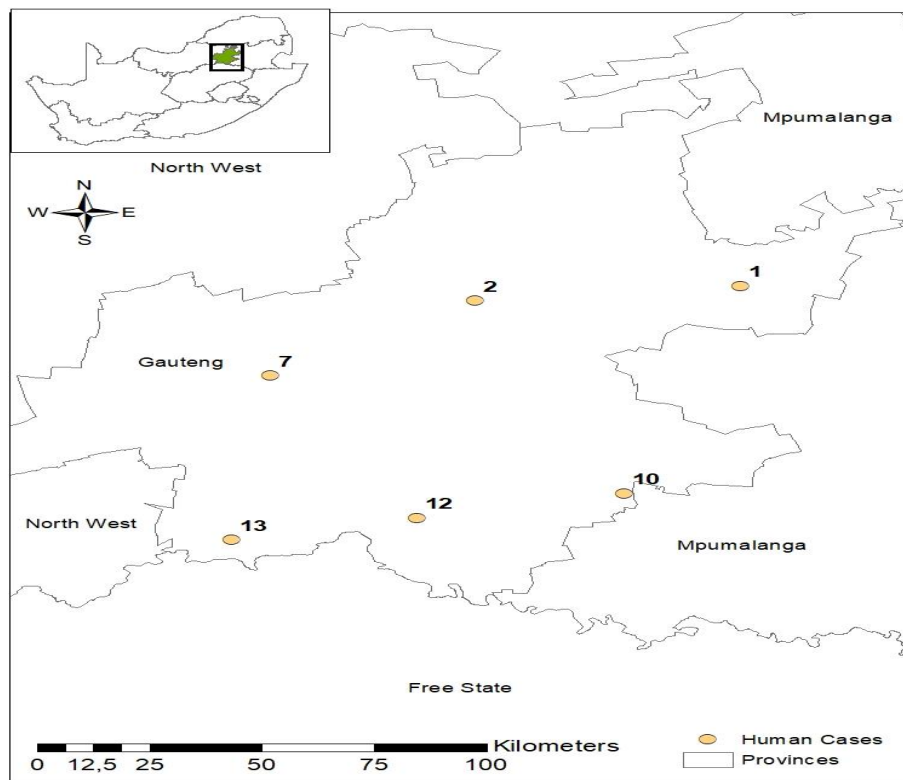 Mpumalanga
North West
N
W E
S
1
2
Gauteng
7
10
12
North West
13
Mpumalanga
Free State
Kilometers
0 12,5 25 50 75 100
Human Cases
Provinces